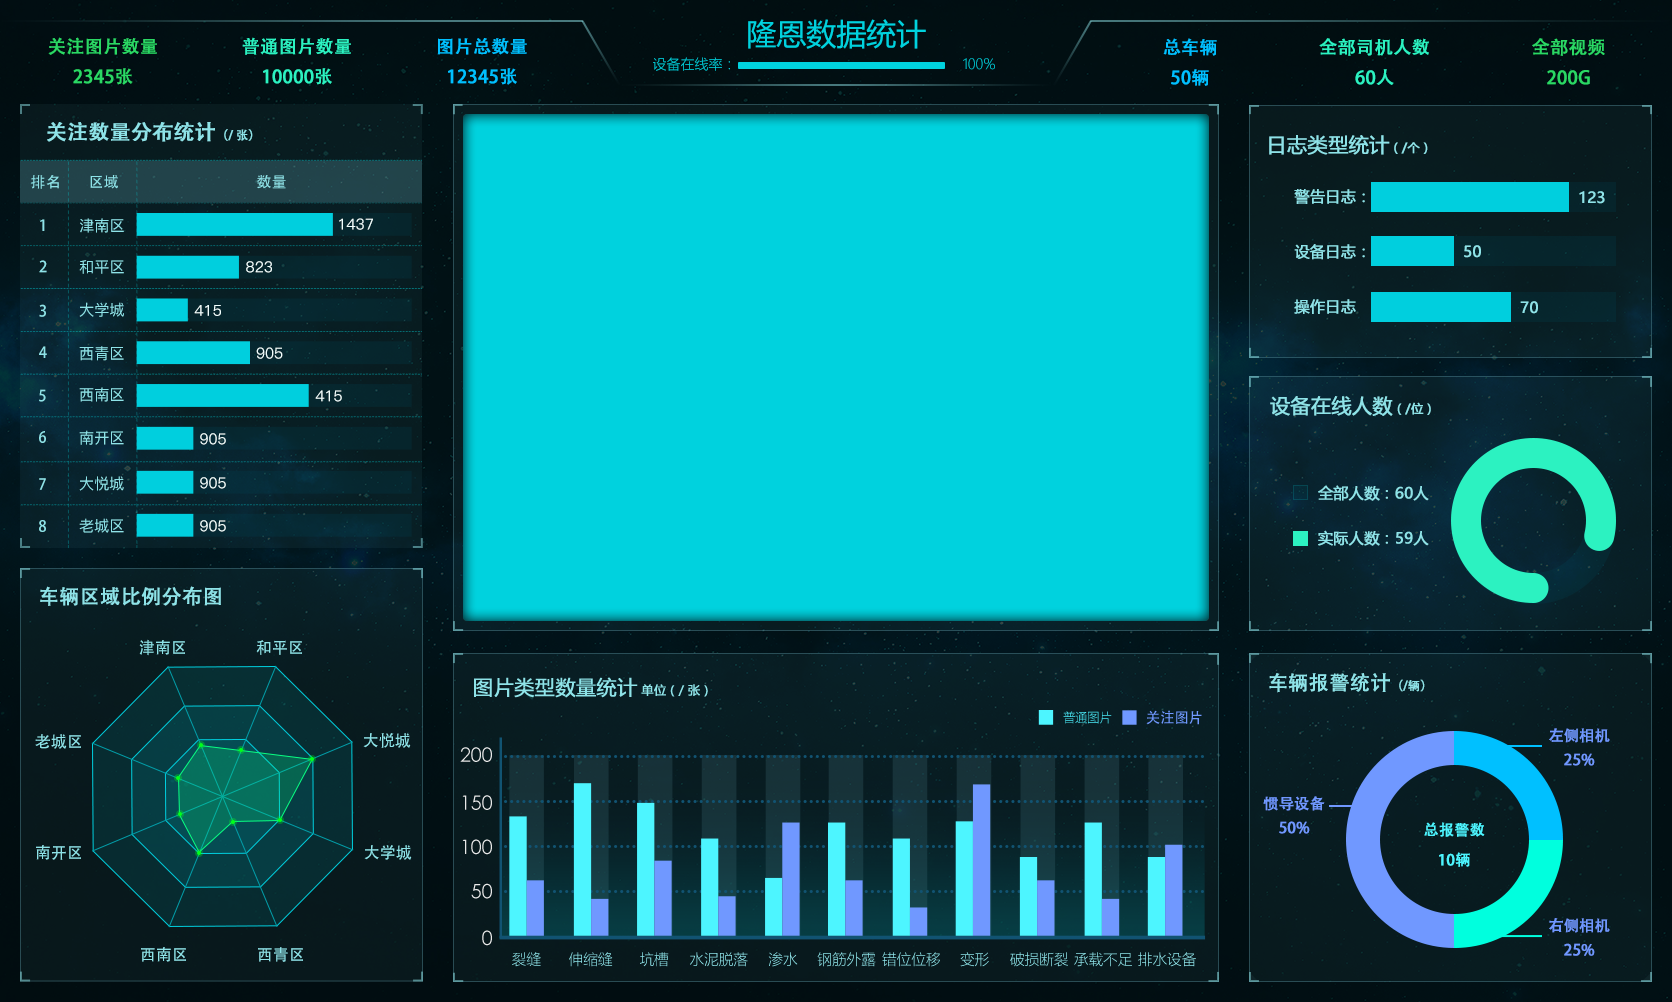 隆恩数据统计
设备在线率：
100%
关注图片数量
2345张
普通图片数量
10000张
图片总数量
12345张
总车辆
50辆
全部司机人数
60人
全部视频
200G
关注数量分布统计（/ 张）
排名 区域 数量
1 津南区 1437
2 和平区 823
3 大学城 415
4 西青区 905
5 西南区 415
6 南开区 905
7 大悦城 905
8 老城区 905
车辆区域比例分布图
津南区 和平区
老城区 大悦城
南开区 大学城
西南区 西青区
图片类型数量统计 单位（ / 张 ）
普通图片 关注图片
200
150
100
50
0
裂缝 伸缩缝 坑槽 水泥脱落 渗水 钢筋外露 错位位移 变形 破损断裂 承载不足 排水设备
日志类型统计（ /个 ）
警告日志： 123
设备日志： 50
操作日志 70
设备在线人数（ /位 ）
全部人数：60人
实际人数：59人
车辆报警统计（/辆）
左侧相机
25%
惯导设备
50%
总报警数
10辆
右侧相机
25%